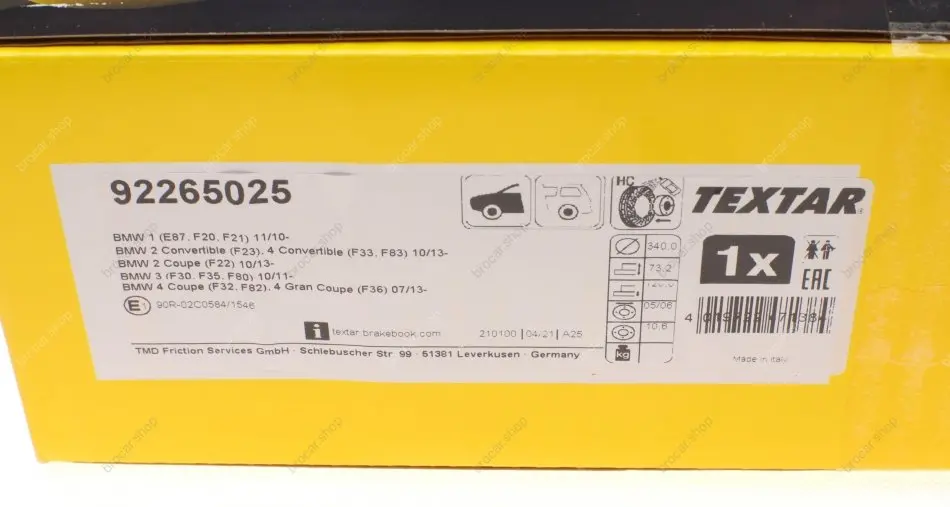 92265025
HC
TEXTAR
BMW 1 (E87. F20. F21) 11/10-
BMW 2 Convertible (F23). 4 Convertible (F33. F83) 10/13-
BMW 2 Coupe (F22) 10/13-
BMW 3 (F30. F35. F80) 10/11-
BMW 4 Coupe (F32. F82). 4 Gran Coupe (F36) 07/13-
E1 90R-02C0584/1546
340.0
73.2
120.0
05/06
10.6
kg
1x
EAC
i textar.brakebook.com
210100 | 04/21 | A25
TMD Friction Services GmbH · Schlebuscher Str. 99 · 51381 Leverkusen · Germany
Made in Italy
brocar.shop